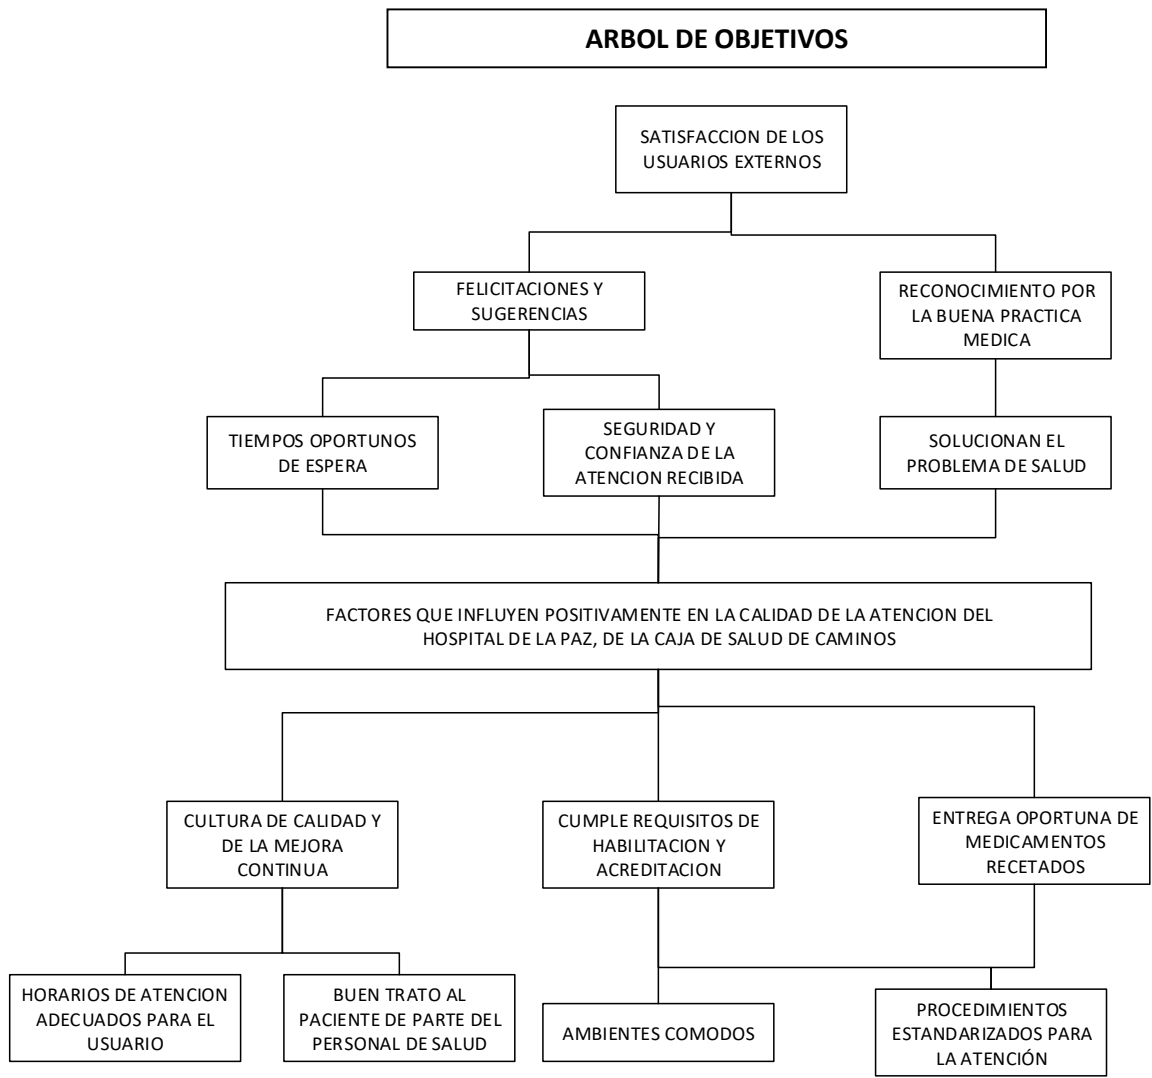 ARBOL DE OBJETIVOS
SATISFACCION DE LOS
USUARIOS EXTERNOS
FELICITACIONES Y
SUGERENCIAS
RECONOCIMIENTO POR
LA BUENA PRACTICA
MEDICA
TIEMPOS OPORTUNOS
DE ESPERA
SEGURIDAD Y
CONFIANZA DE LA
ATENCION RECIBIDA
SOLUCIONAN EL
PROBLEMA DE SALUD
FACTORES QUE INFLUYEN POSITIVAMENTE EN LA CALIDAD DE LA ATENCION DEL
HOSPITAL DE LA PAZ, DE LA CAJA DE SALUD DE CAMINOS
CULTURA DE CALIDAD Y
DE LA MEJORA
CONTINUA
CUMPLE REQUISITOS DE
HABILITACION Y
ACREDITACION
ENTREGA OPORTUNA DE
MEDICAMENTOS
RECETADOS
HORARIOS DE ATENCION
ADECUADOS PARA EL
USUARIO
BUEN TRATO AL
PACIENTE DE PARTE DEL
PERSONAL DE SALUD
AMBIENTES COMODOS
PROCEDIMIENTOS
ESTANDARIZADOS PARA
LA ATENCIÓN